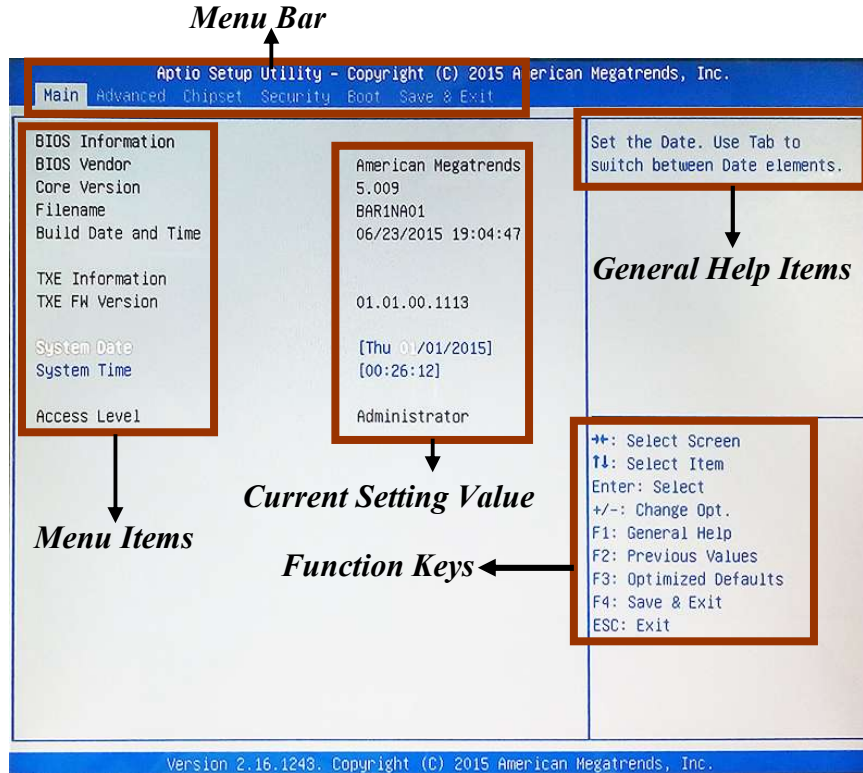 Menu Bar
Aptio Setup Utility - Copyright (C) 2015 American Megatrends, Inc.
Main Advanced Chipset Security Boot Save & Exit
BIOS Information
BIOS Vendor American Megatrends
Core Version 5.009
Filename BAR1NA01
Build Date and Time 06/23/2015 19:04:47
TXE Information
TXE FW Version 01.01.00.1113
System Date [Thu 01/01/2015]
System Time [00:26:12]
Access Level Administrator
Set the Date. Use Tab to
switch between Date elements.
General Help Items
Current Setting Value
Menu Items
Function Keys
→←: Select Screen
↑↓: Select Item
Enter: Select
+/-: Change Opt.
F1: General Help
F2: Previous Values
F3: Optimized Defaults
F4: Save & Exit
ESC: Exit
Version 2.16.1243. Copyright (C) 2015 American Megatrends, Inc.